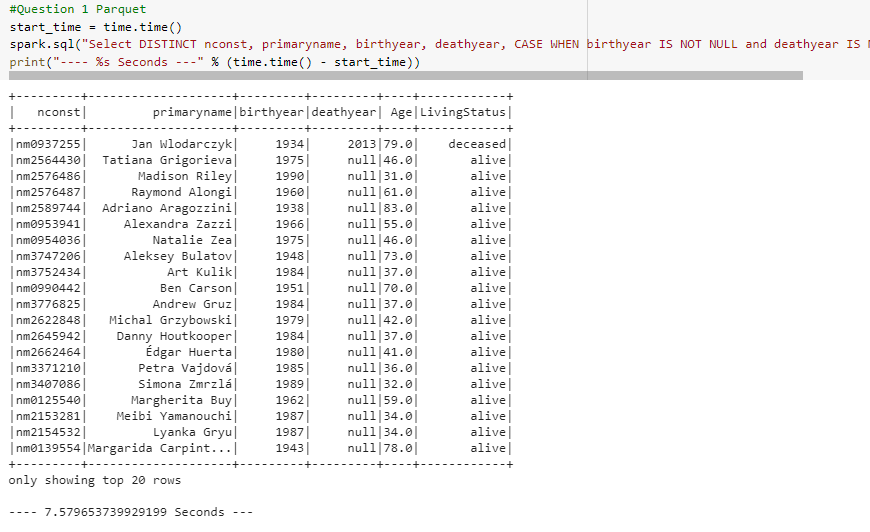 #Question 1 Parquet
start_time = time.time()
spark.sql("Select DISTINCT nconst, primaryname, birthyear, deathyear, CASE WHEN birthyear IS NOT NULL and deathyear IS
print("---- %s Seconds ---" % (time.time() - start_time))
+---------+--------------------+---------+---------+----+------------+
|   nconst|         primaryname|birthyear|deathyear| Age|LivingStatus|
+---------+--------------------+---------+---------+----+------------+
|nm0937255|      Jan Wlodarczyk|     1934|     2013|79.0|    deceased|
|nm2564430|  Tatiana Grigorieva|     1975|     null|46.0|       alive|
|nm2576486|       Madison Riley|     1990|     null|31.0|       alive|
|nm2576487|      Raymond Alongi|     1960|     null|61.0|       alive|
|nm2589744|  Adriano Aragozzini|     1938|     null|83.0|       alive|
|nm0953941|     Alexandra Zazzi|     1966|     null|55.0|       alive|
|nm0954036|         Natalie Zea|     1975|     null|46.0|       alive|
|nm3747206|     Aleksey Bulatov|     1948|     null|73.0|       alive|
|nm3752434|           Art Kulik|     1984|     null|37.0|       alive|
|nm0990442|          Ben Carson|     1951|     null|70.0|       alive|
|nm3776825|         Andrew Gruz|     1984|     null|37.0|       alive|
|nm2622848|   Michal Grzybowski|     1979|     null|42.0|       alive|
|nm2645942|    Danny Houtkooper|     1984|     null|37.0|       alive|
|nm2662464|        Édgar Huerta|     1980|     null|41.0|       alive|
|nm3371210|       Petra Vajdová|     1985|     null|36.0|       alive|
|nm3407086|       Simona Zmrzlá|     1989|     null|32.0|       alive|
|nm0125540|      Margherita Buy|     1962|     null|59.0|       alive|
|nm2153281|    Meibi Yamanouchi|     1987|     null|34.0|       alive|
|nm2154532|         Lyanka Gryu|     1987|     null|34.0|       alive|
|nm0139554|Margarida Carpint...|     1943|     null|78.0|       alive|
+---------+--------------------+---------+---------+----+------------+
only showing top 20 rows
---- 7.579653739929199 Seconds ---